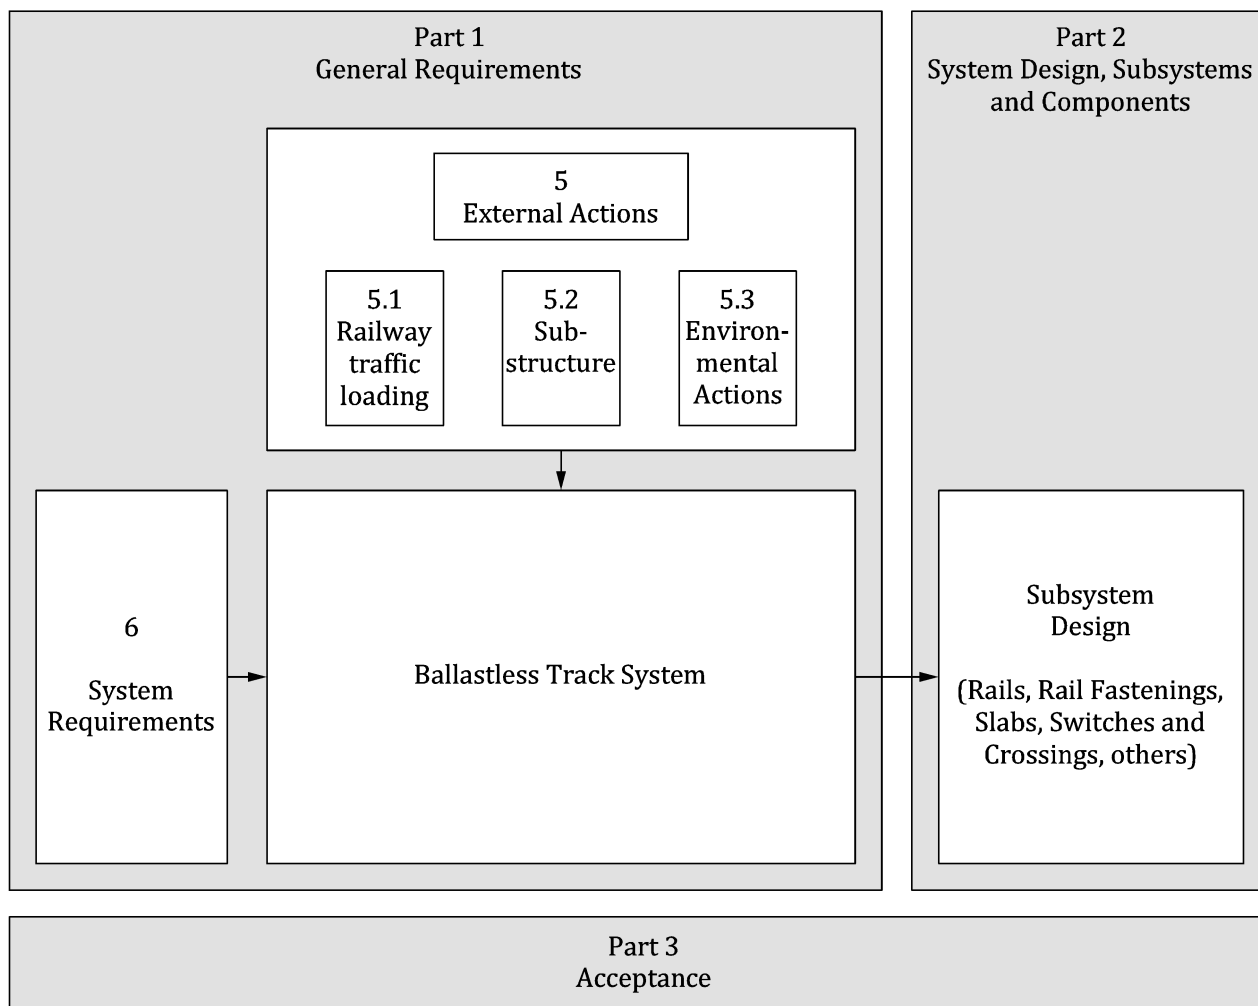 Part 1
General Requirements
5
External Actions
5.1
Railway
traffic
loading
5.2
Sub-
structure
5.3
Environ-
mental
Actions
6
System
Requirements
Ballastless Track System
Part 2
System Design, Subsystems
and Components
Subsystem
Design
(Rails, Rail Fastenings,
Slabs, Switches and
Crossings, others)
Part 3
Acceptance